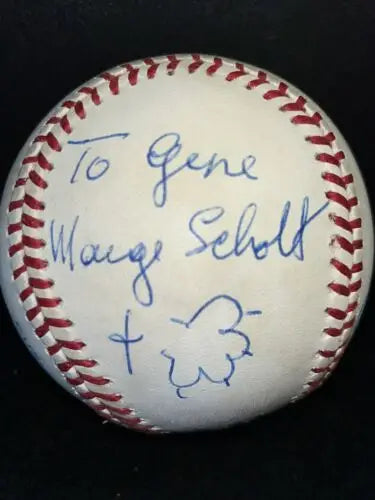 To Gene
Marge Schott
+